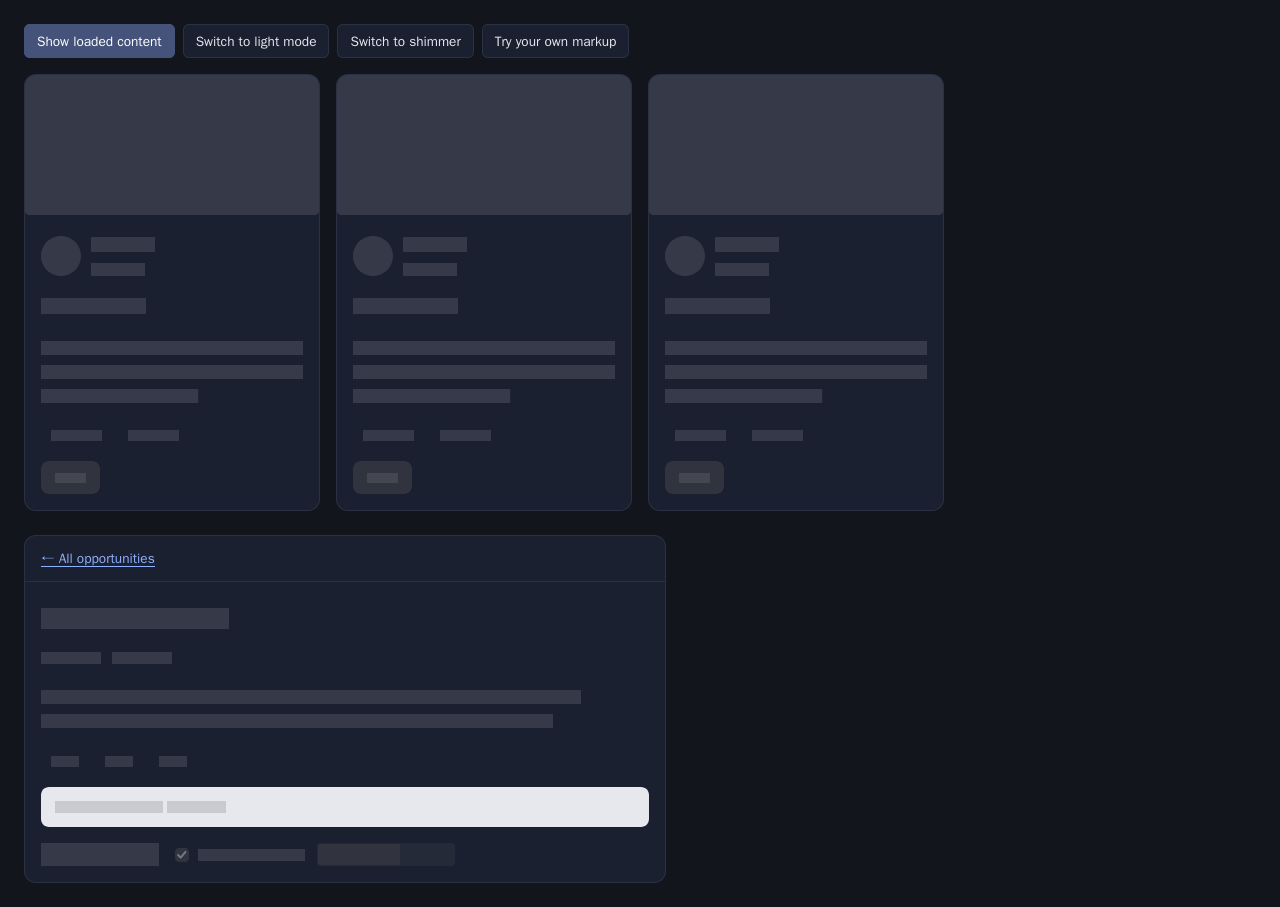 Show loaded content
Switch to light mode
Switch to shimmer
Try your own markup
← All opportunities